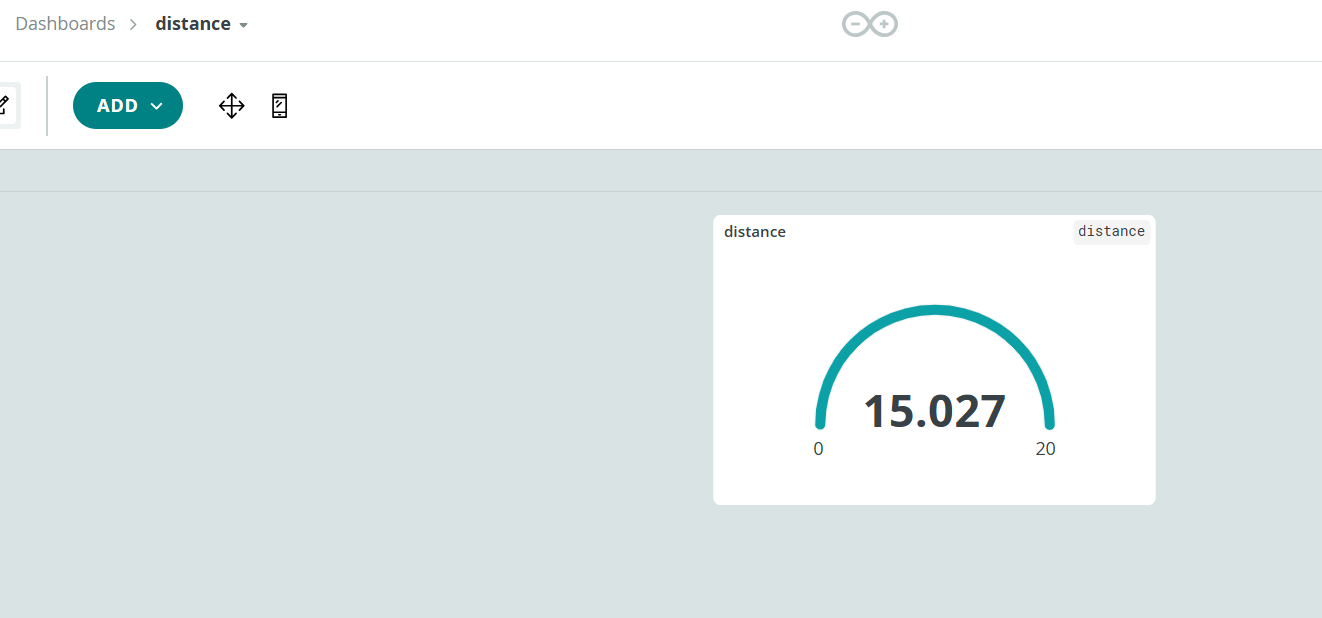 Dashboards > distance
ADD
distance distance
15.027
0 20